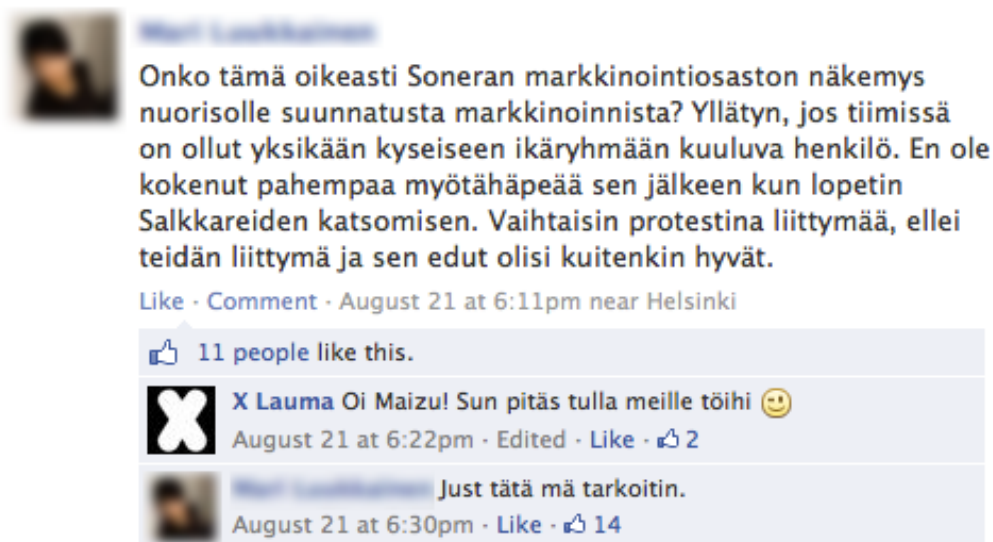 Onko tämä oikeasti Soneran markkinointiosaston näkemys
nuorisolle suunnatusta markkinoinnista? Yllätyn, jos tiimissä
on ollut yksikään kyseiseen ikäryhmään kuuluva henkilö. En ole
kokenut pahempaa myötähäpeää sen jälkeen kun lopetin
Salkkareiden katsomisen. Vaihtaisin protestina liittymää, ellei
teidän liittymä ja sen edut olisi kuitenkin hyvät.
Like · Comment · August 21 at 6:11pm near Helsinki
11 people like this.
X Lauma Oi Maizu! Sun pitäs tulla meille töihi
August 21 at 6:22pm · Edited · Like · 2
Just tätä mä tarkoitin.
August 21 at 6:30pm · Like · 14